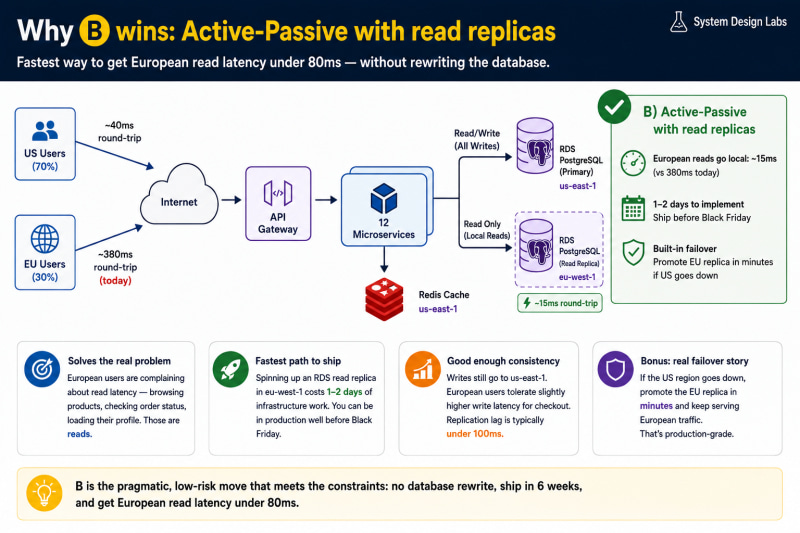 Why B wins: Active-Passive with read replicas
System Design Labs
Fastest way to get European read latency under 80ms — without rewriting the database.
US Users
(70%)
~40ms
round-trip
EU Users
(30%)
~380ms
round-trip
(today)
Internet
</>
API
Gateway
12
Microservices
Redis Cache
us-east-1
Read/Write
(All Writes)
RDS
PostgreSQL
(Primary)
us-east-1
Read Only
(Local Reads)
RDS
PostgreSQL
(Read Replica)
eu-west-1
~15ms round-trip
B) Active-Passive
with read replicas
European reads go local: ~15ms
(vs 380ms today)
1–2 days to implement
Ship before Black Friday
Built-in failover
Promote EU replica in minutes
if US goes down
Solves the real problem
European users are complaining
about read latency — browsing
products, checking order status,
loading their profile. Those are
reads.
Fastest path to ship
Spinning up an RDS read replica
in eu-west-1 costs 1–2 days of
infrastructure work. You can be
in production well before Black
Friday.
Good enough consistency
Writes still go to us-east-1.
European users tolerate slightly
higher write latency for checkout.
Replication lag is typically
under 100ms.
Bonus: real failover story
If the US region goes down,
promote the EU replica in
minutes and keep serving
European traffic.
That's production-grade.
B is the pragmatic, low-risk move that meets the constraints: no database rewrite, ship in 6 weeks,
and get European read latency under 80ms.